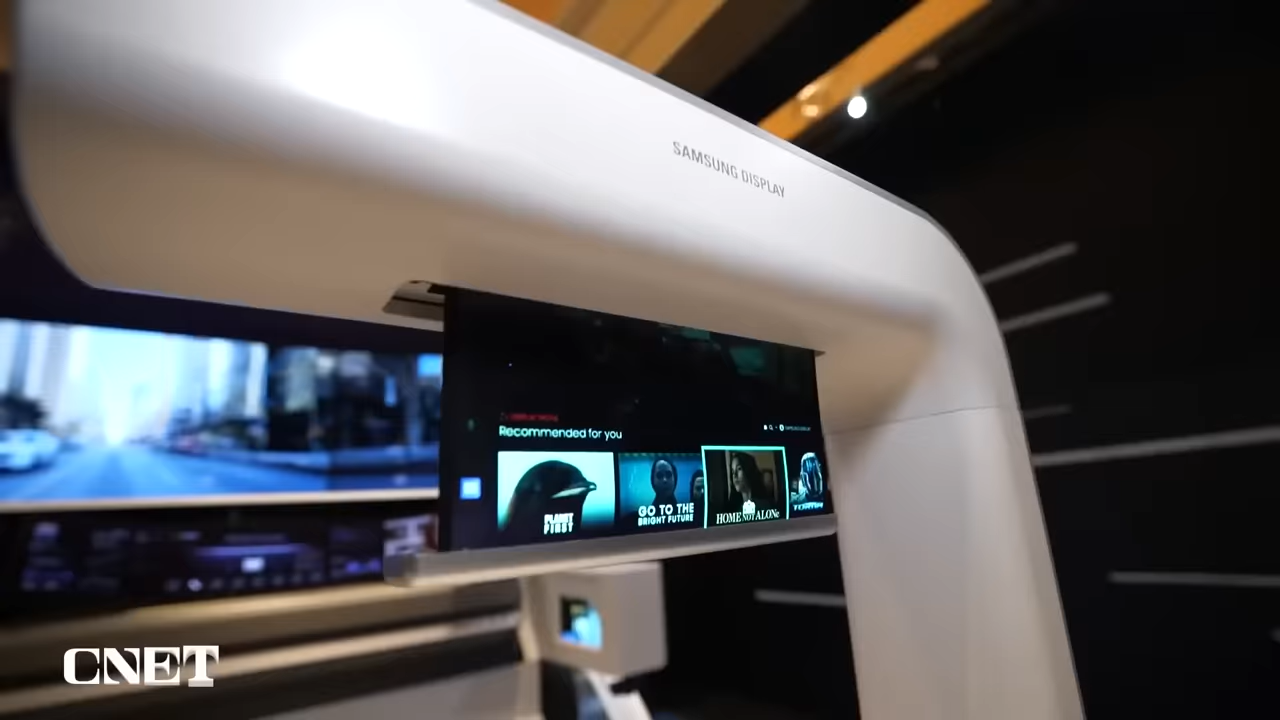 SAMSUNG DISPLAY
Recommended for you
PLANET
FIRST
GO TO THE
BRIGHT FUTURE
HOME NOT ALONE
CNET